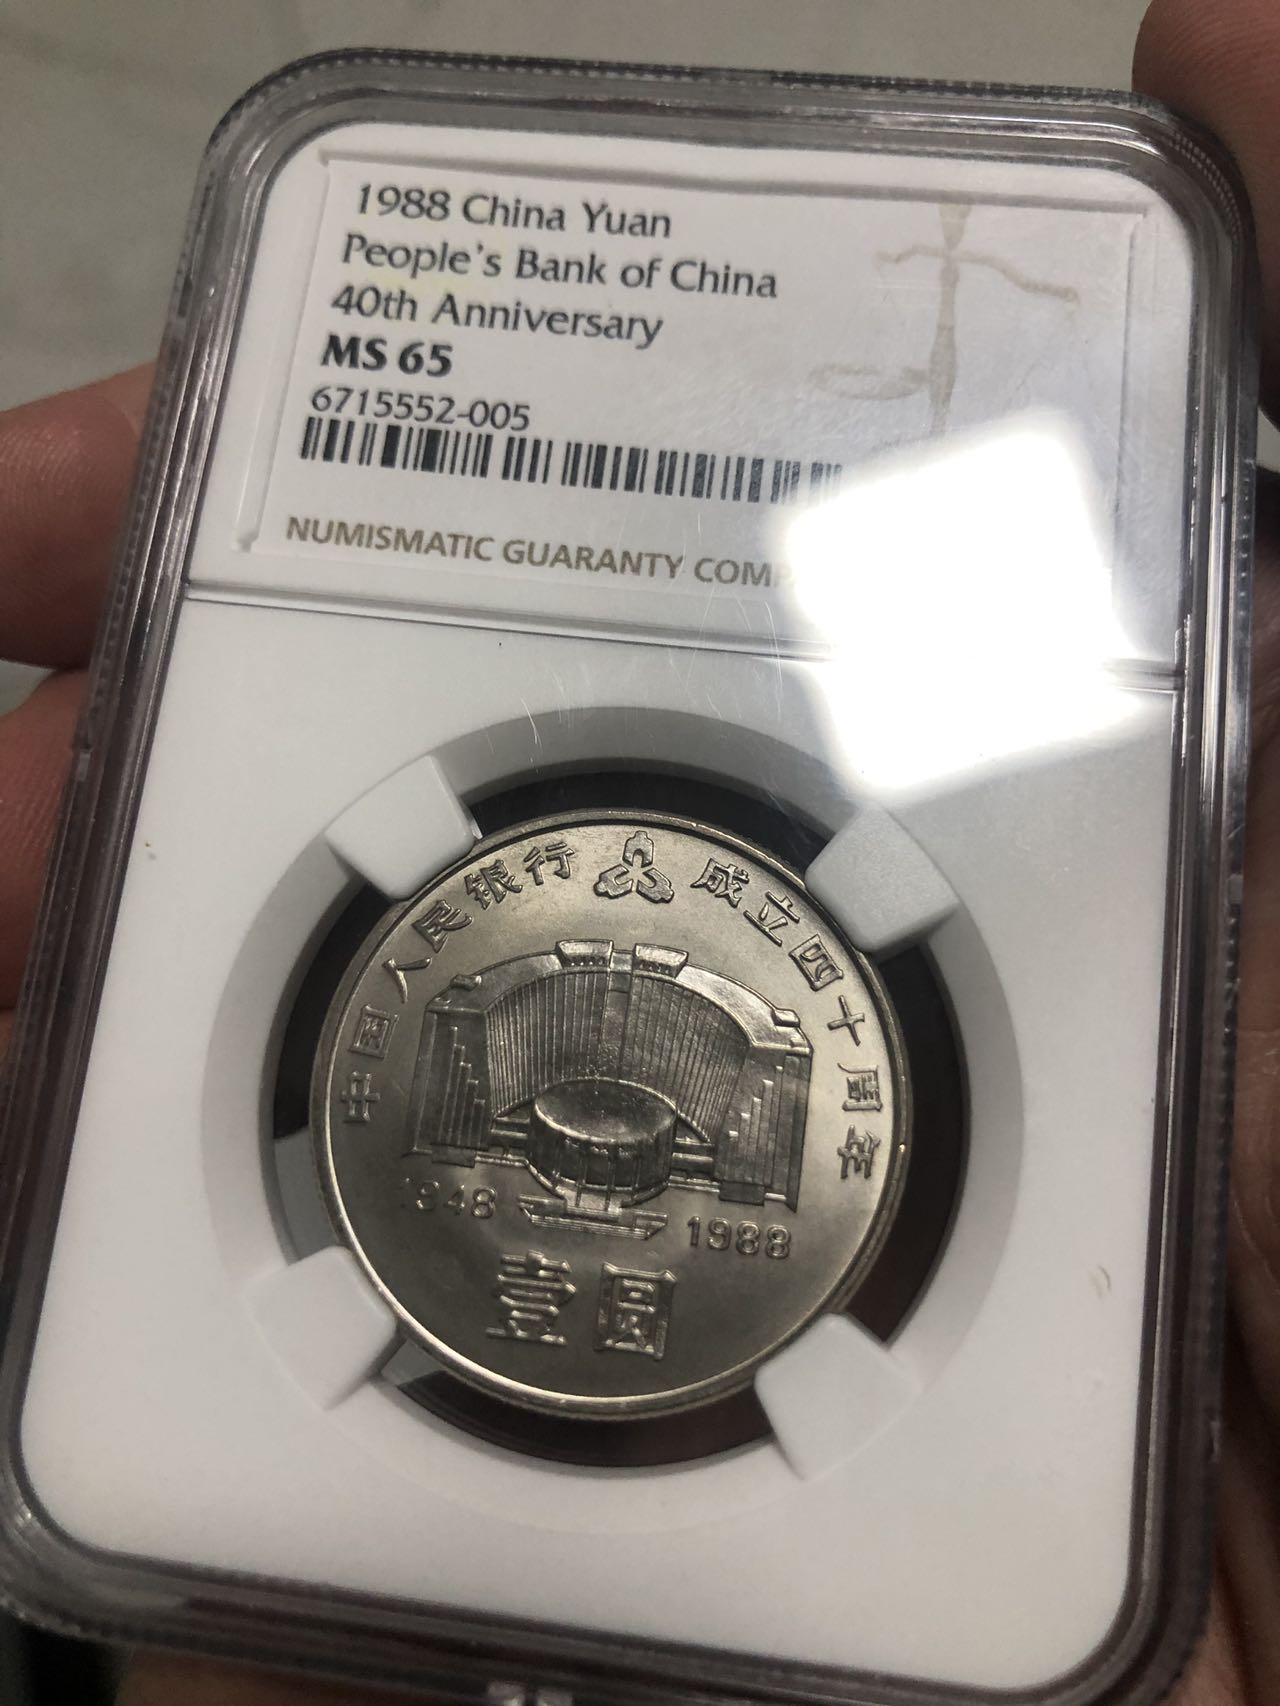 1988 China Yuan
People's Bank of China
40th Anniversary
MS 65
6715552-005
NUMISMATIC GUARANTY
中国人民银行 成立四十周年
1948 1988
壹圆